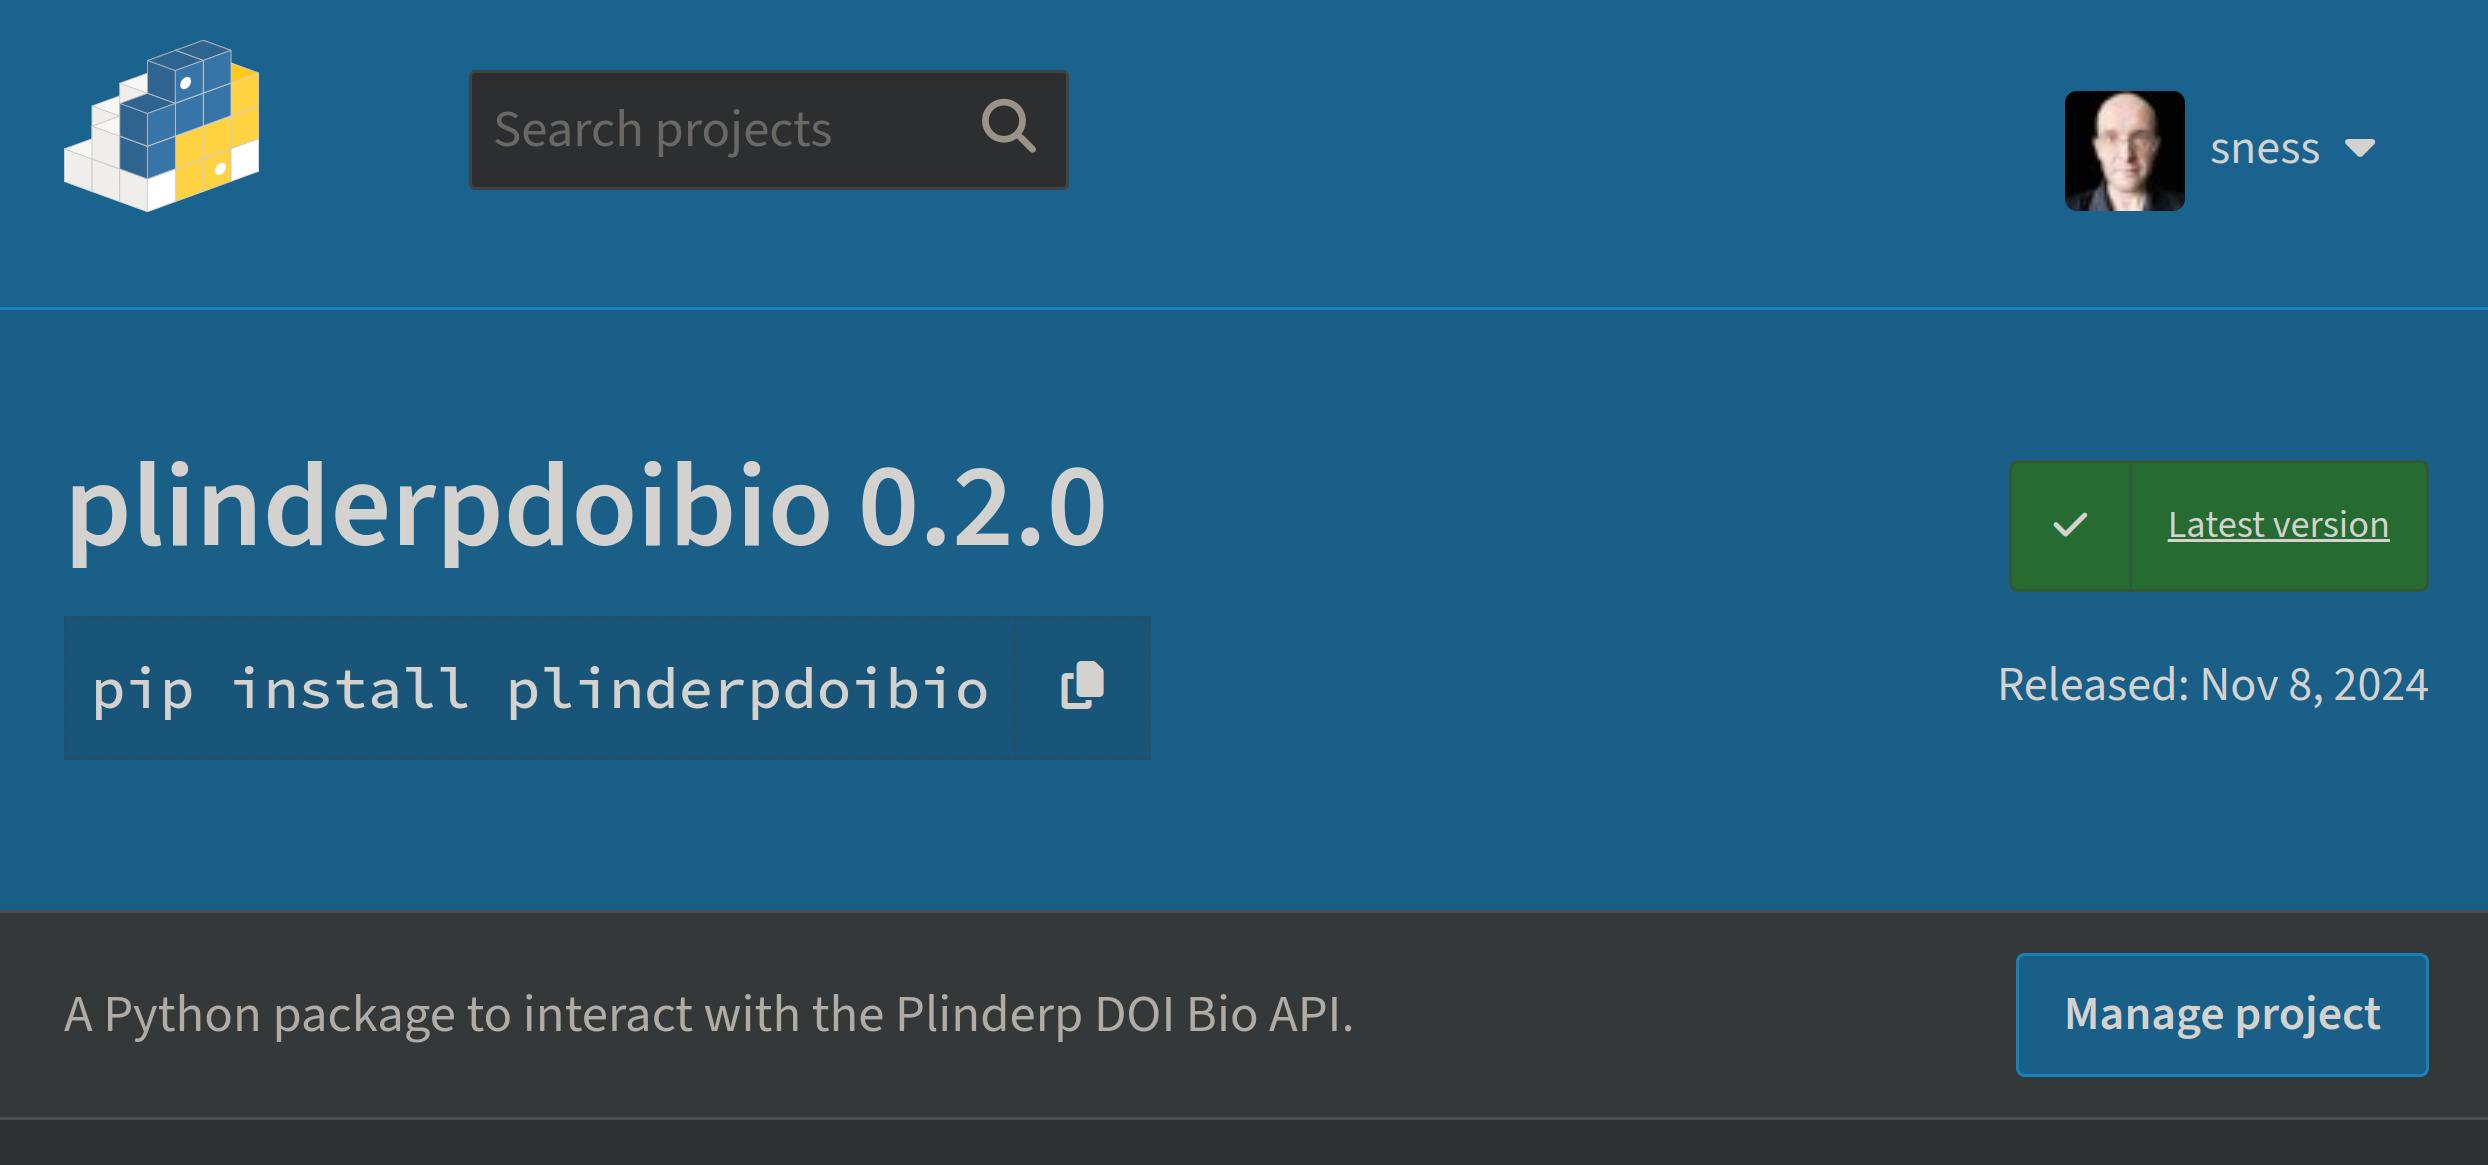 Search projects
sness
plinderpdoibio 0.2.0
Latest version
pip install plinderpdoibio
Released: Nov 8, 2024
A Python package to interact with the Plinderp DOI Bio API.
Manage project